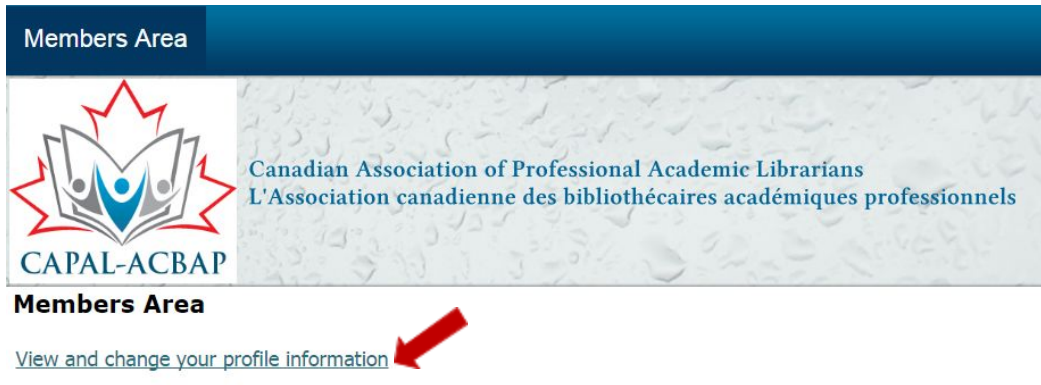 Members Area
Canadian Association of Professional Academic Librarians
L'Association canadienne des bibliothécaires académiques professionnels
CAPAL-ACBAP
Members Area
View and change your profile information